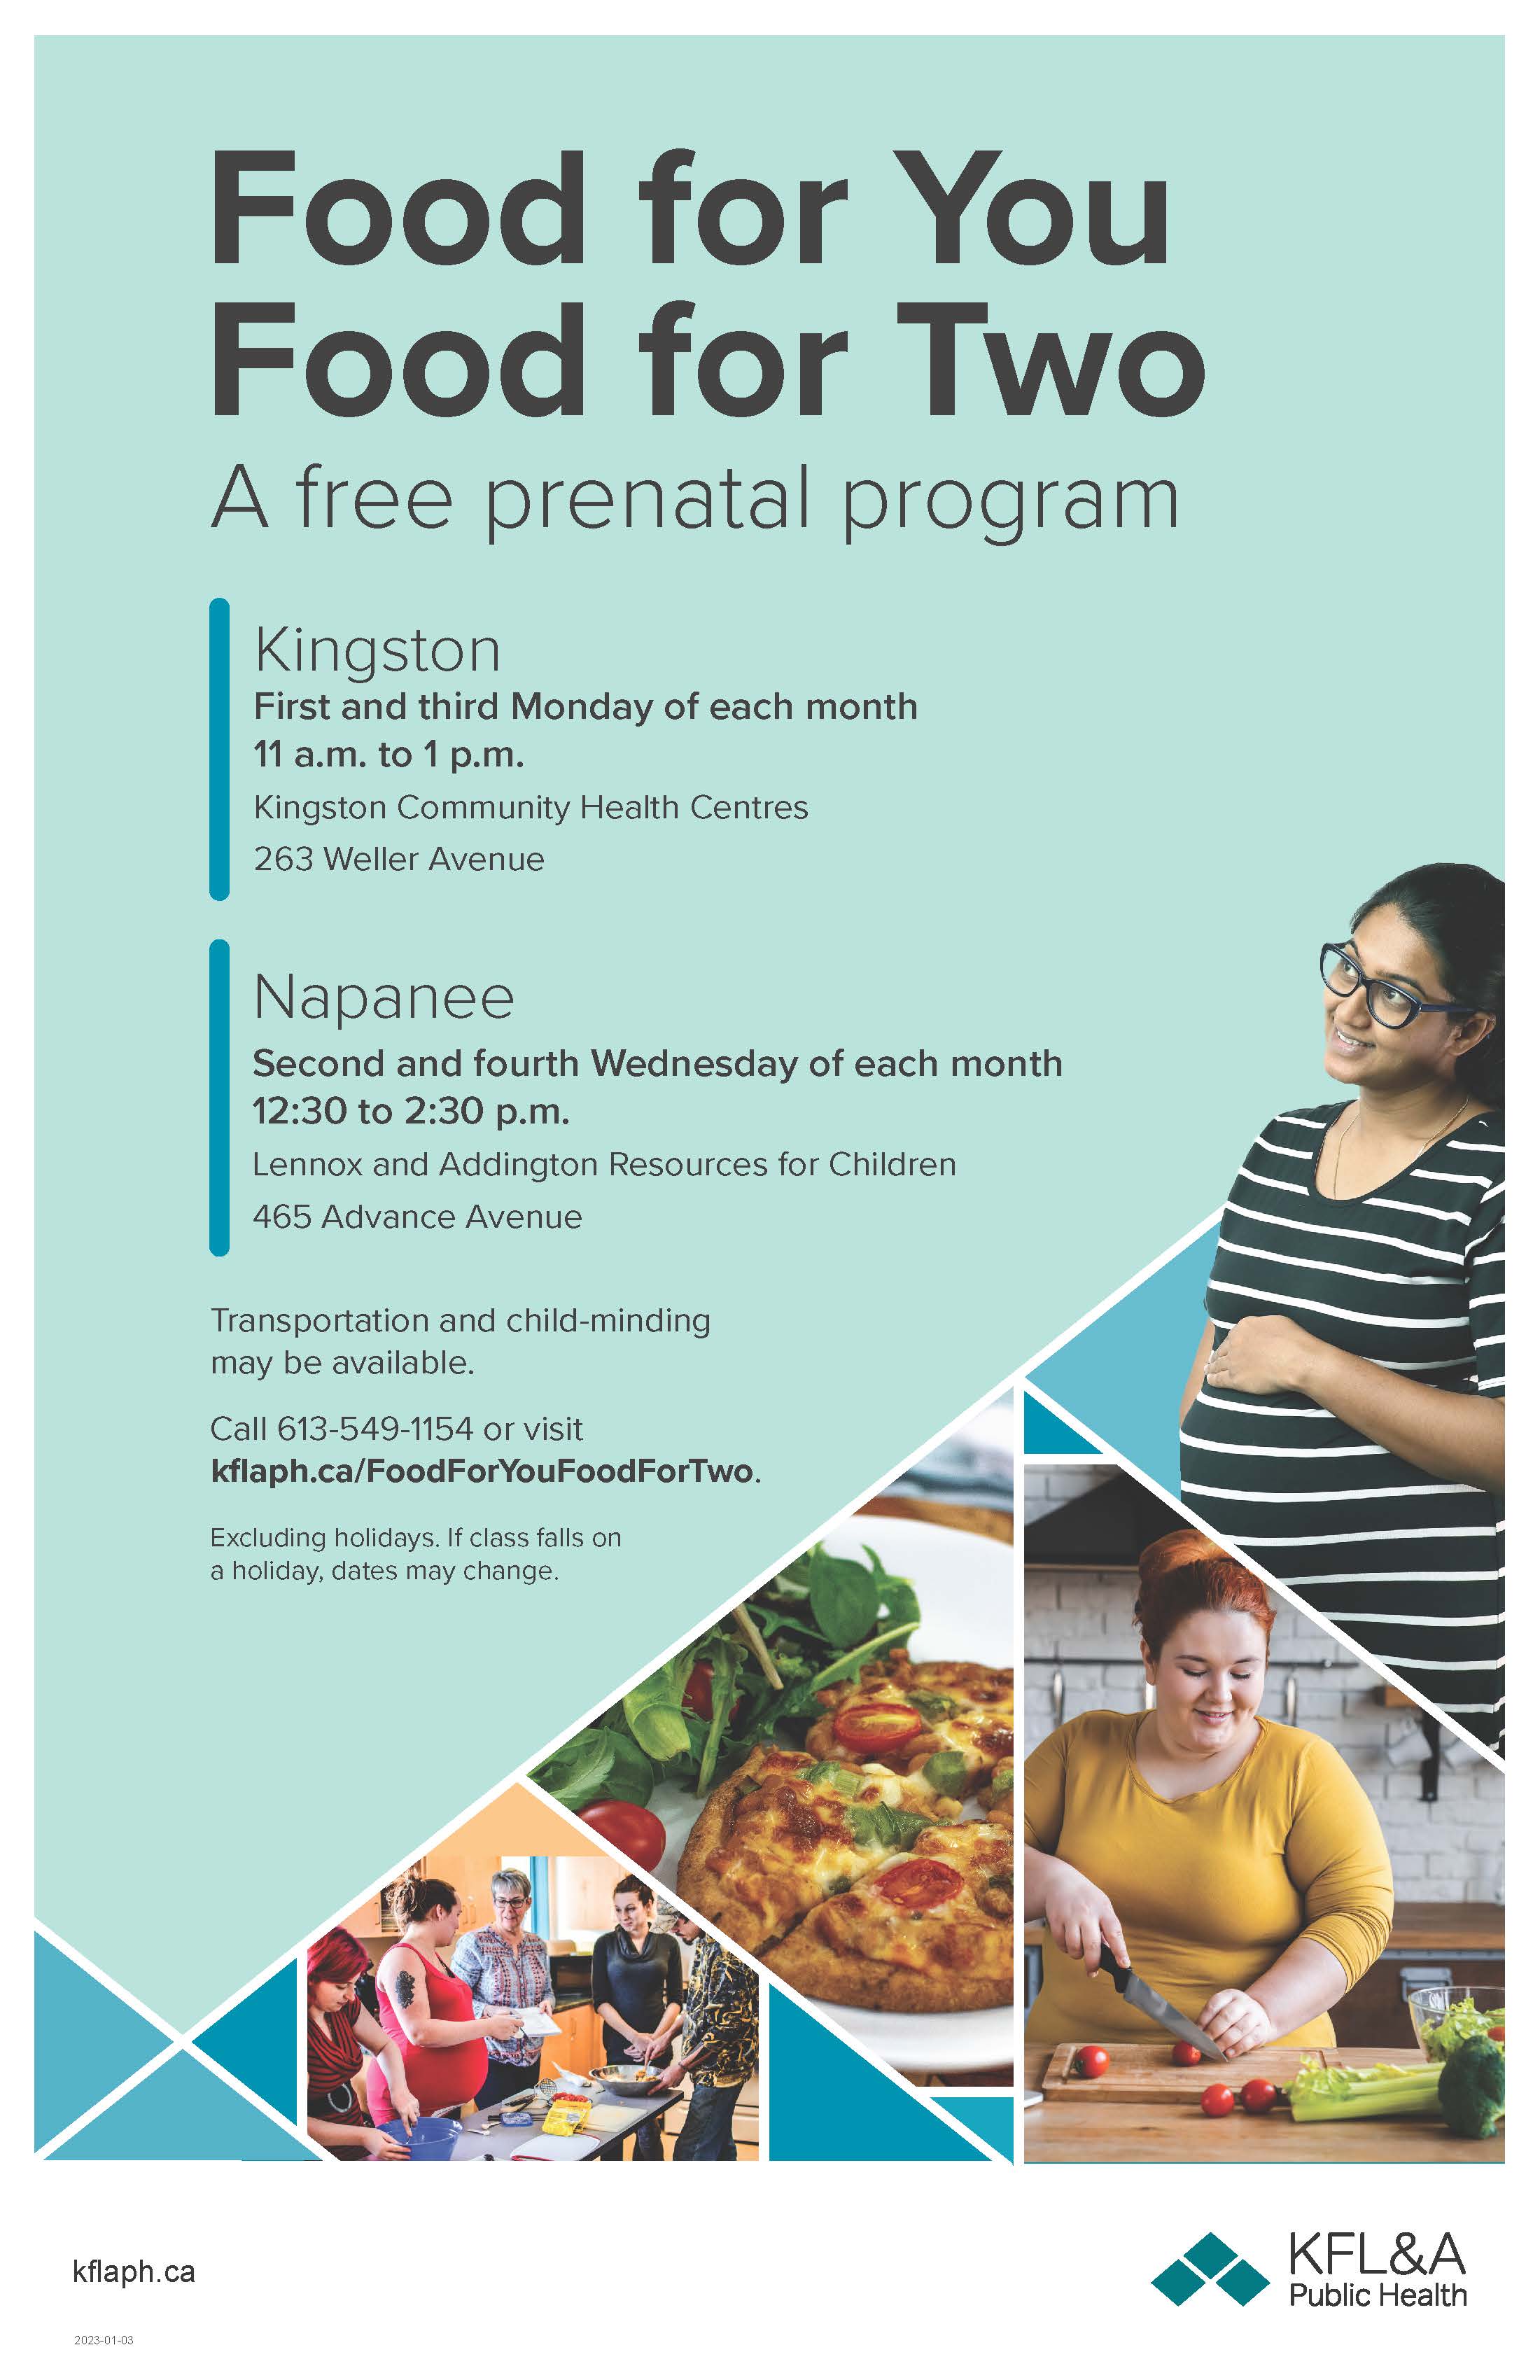 Food for You
Food for Two
A free prenatal program
Kingston
First and third Monday of each month
11 a.m. to 1 p.m.
Kingston Community Health Centres
263 Weller Avenue
Napanee
Second and fourth Wednesday of each month
12:30 to 2:30 p.m.
Lennox and Addington Resources for Children
465 Advance Avenue
Transportation and child-minding
may be available.
Call 613-549-1154 or visit
kflaph.ca/FoodForYouFoodForTwo.
Excluding holidays. If class falls on
a holiday, dates may change.
kflaph.ca
KFL&A
Public Health
2023-01-03